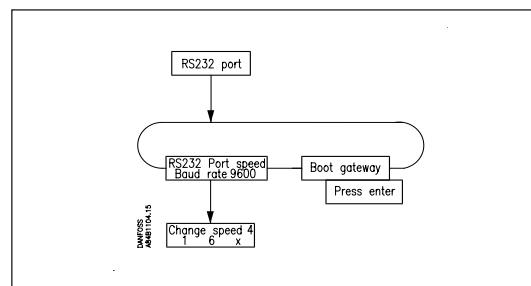 RS232 port
RS232 Port speed
Baud rate 9600
Boot gateway
Press enter
Change speed 4
1 6 x
DANFOSS
A84B1104.15